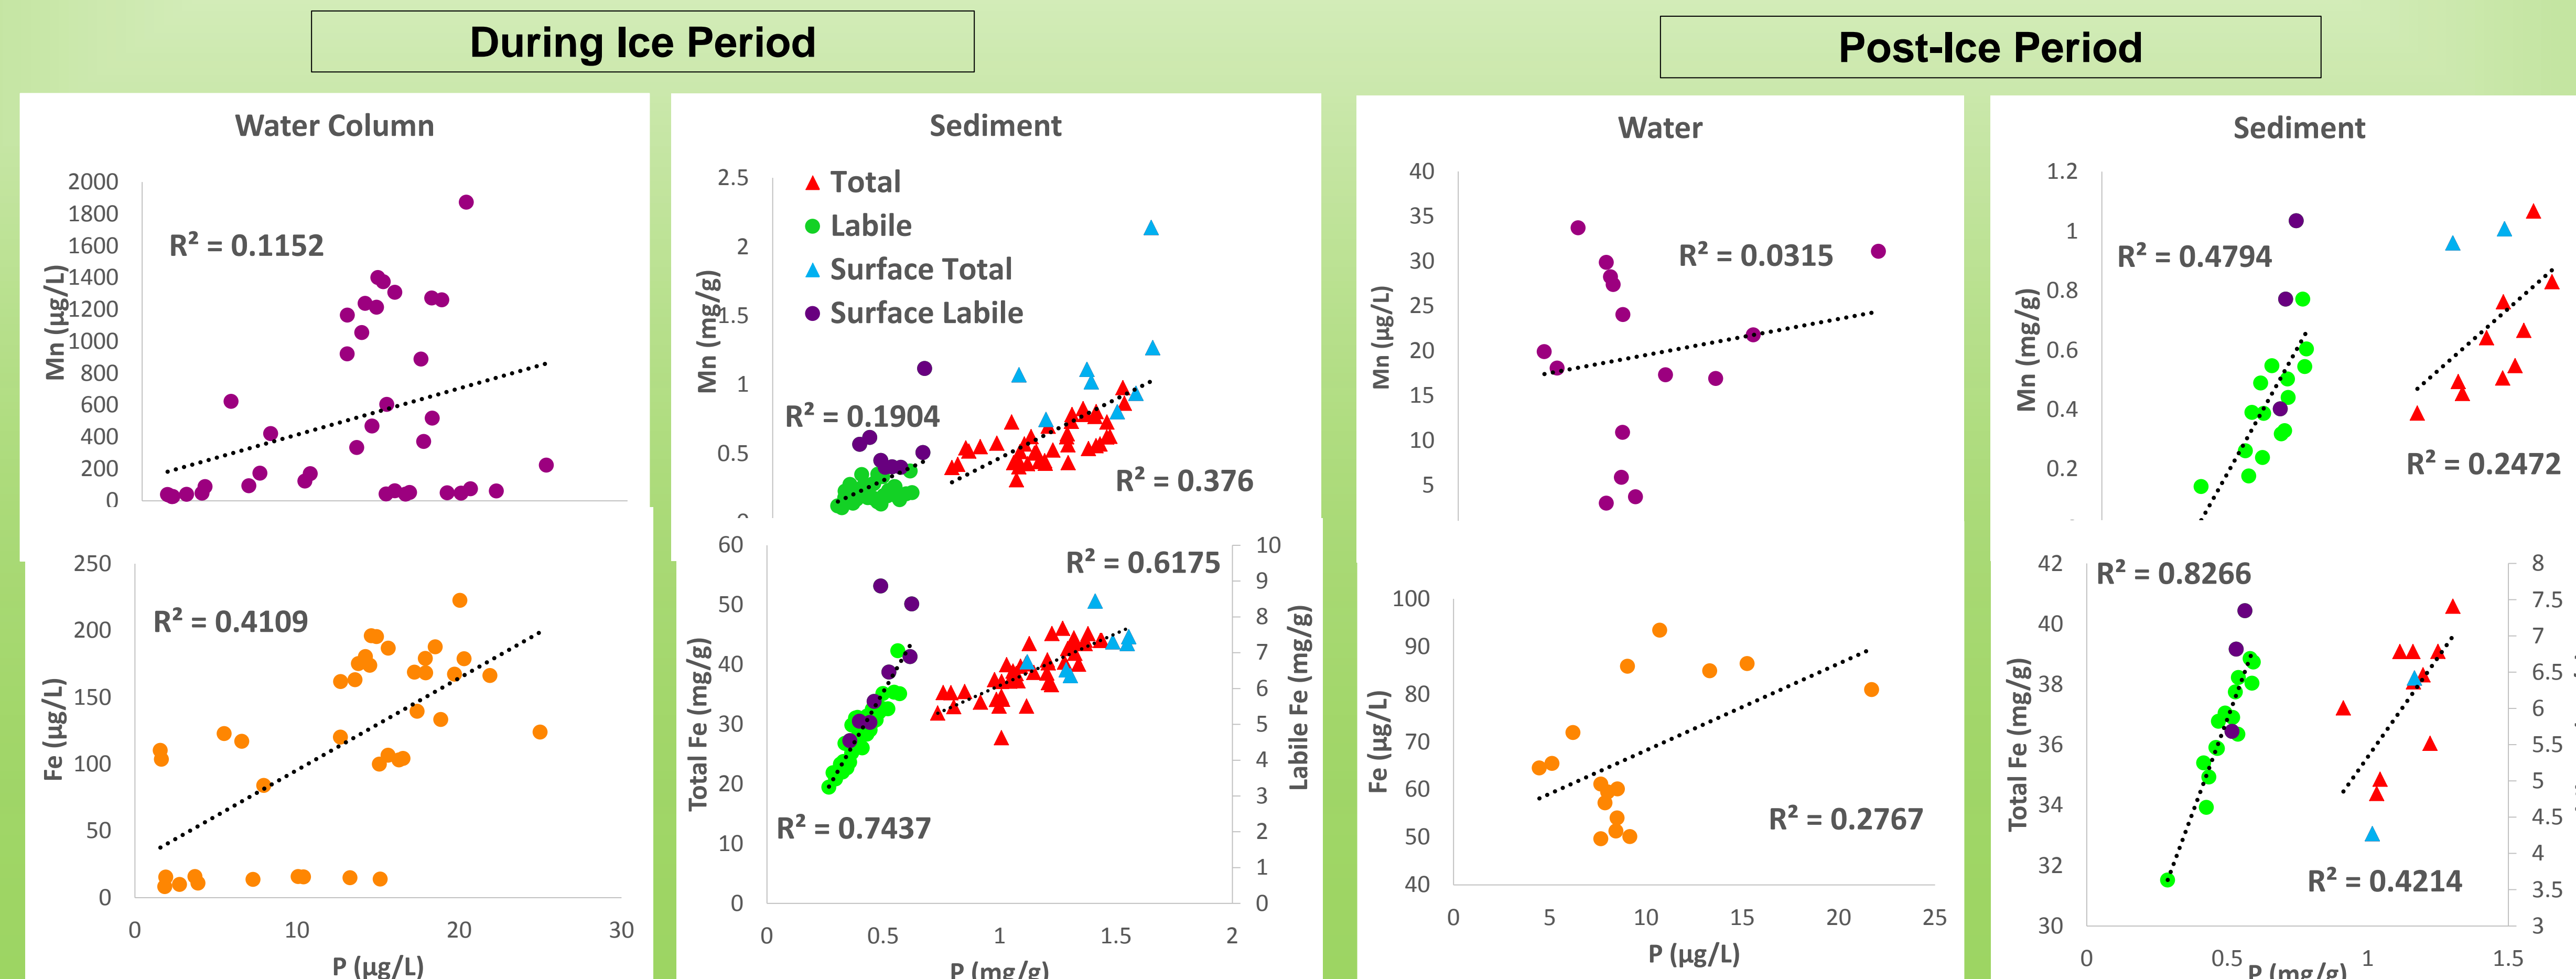 During Ice Period
Post-Ice Period
Water Column
2000
1800
1600
1400
1200
1000
800
600
400
200
0
Mn (µg/L)
R² = 0.1152
Sediment
Total
Labile
Surface Total
Surface Labile
2.5
2
1.5
1
0.5
Mn (mg/g)
R² = 0.1904
R² = 0.376
Water
40
35
30
25
20
15
10
5
Mn (µg/L)
R² = 0.0315
Sediment
1.2
1
0.8
0.6
0.4
0.2
Mn (mg/g)
R² = 0.4794
R² = 0.2472
250
200
150
100
50
0
Fe (µg/L)
R² = 0.4109
0 10 20 30
P (µg/L)
60
50
40
30
20
10
0
Total Fe (mg/g)
R² = 0.6175
R² = 0.7437
10
9
8
7
6
5
4
3
2
1
0
Labile Fe (mg/g)
0 0.5 1 1.5 2
P (mg/g)
100
90
80
70
60
50
40
Fe (µg/L)
R² = 0.2767
0 5 10 15 20 25
P (µg/L)
42
40
38
36
34
32
30
Total Fe (mg/g)
R² = 0.8266
R² = 0.4214
8
7.5
7
6.5
6
5.5
5
4.5
4
3.5
3
0 0.5 1 1.5
P (mg/g)